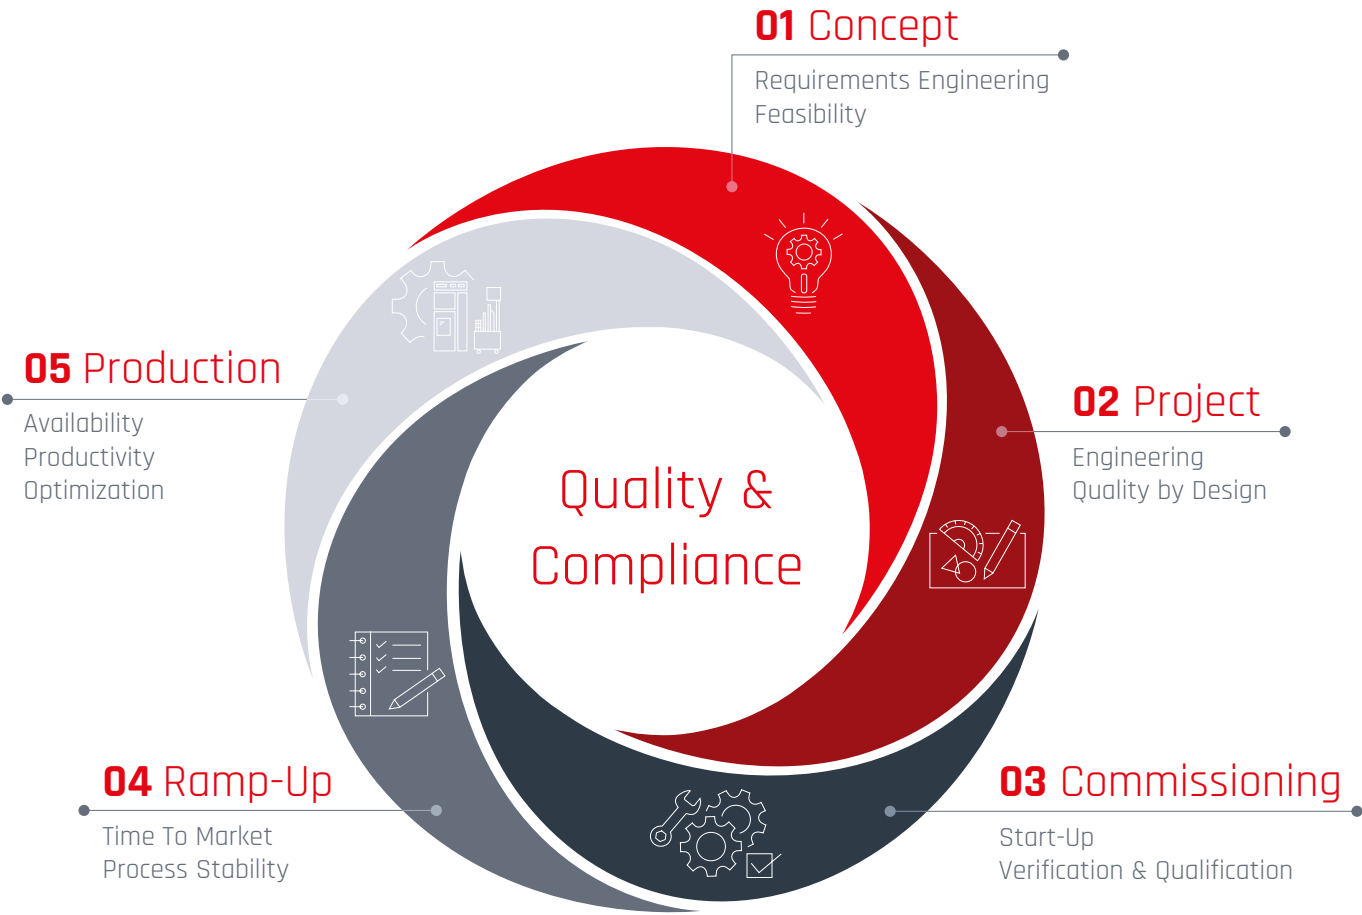 01 Concept
Requirements Engineering
Feasibility
02 Project
Engineering
Quality by Design
03 Commissioning
Start-Up
Verification & Qualification
04 Ramp-Up
Time To Market
Process Stability
05 Production
Availability
Productivity
Optimization
Quality &
Compliance